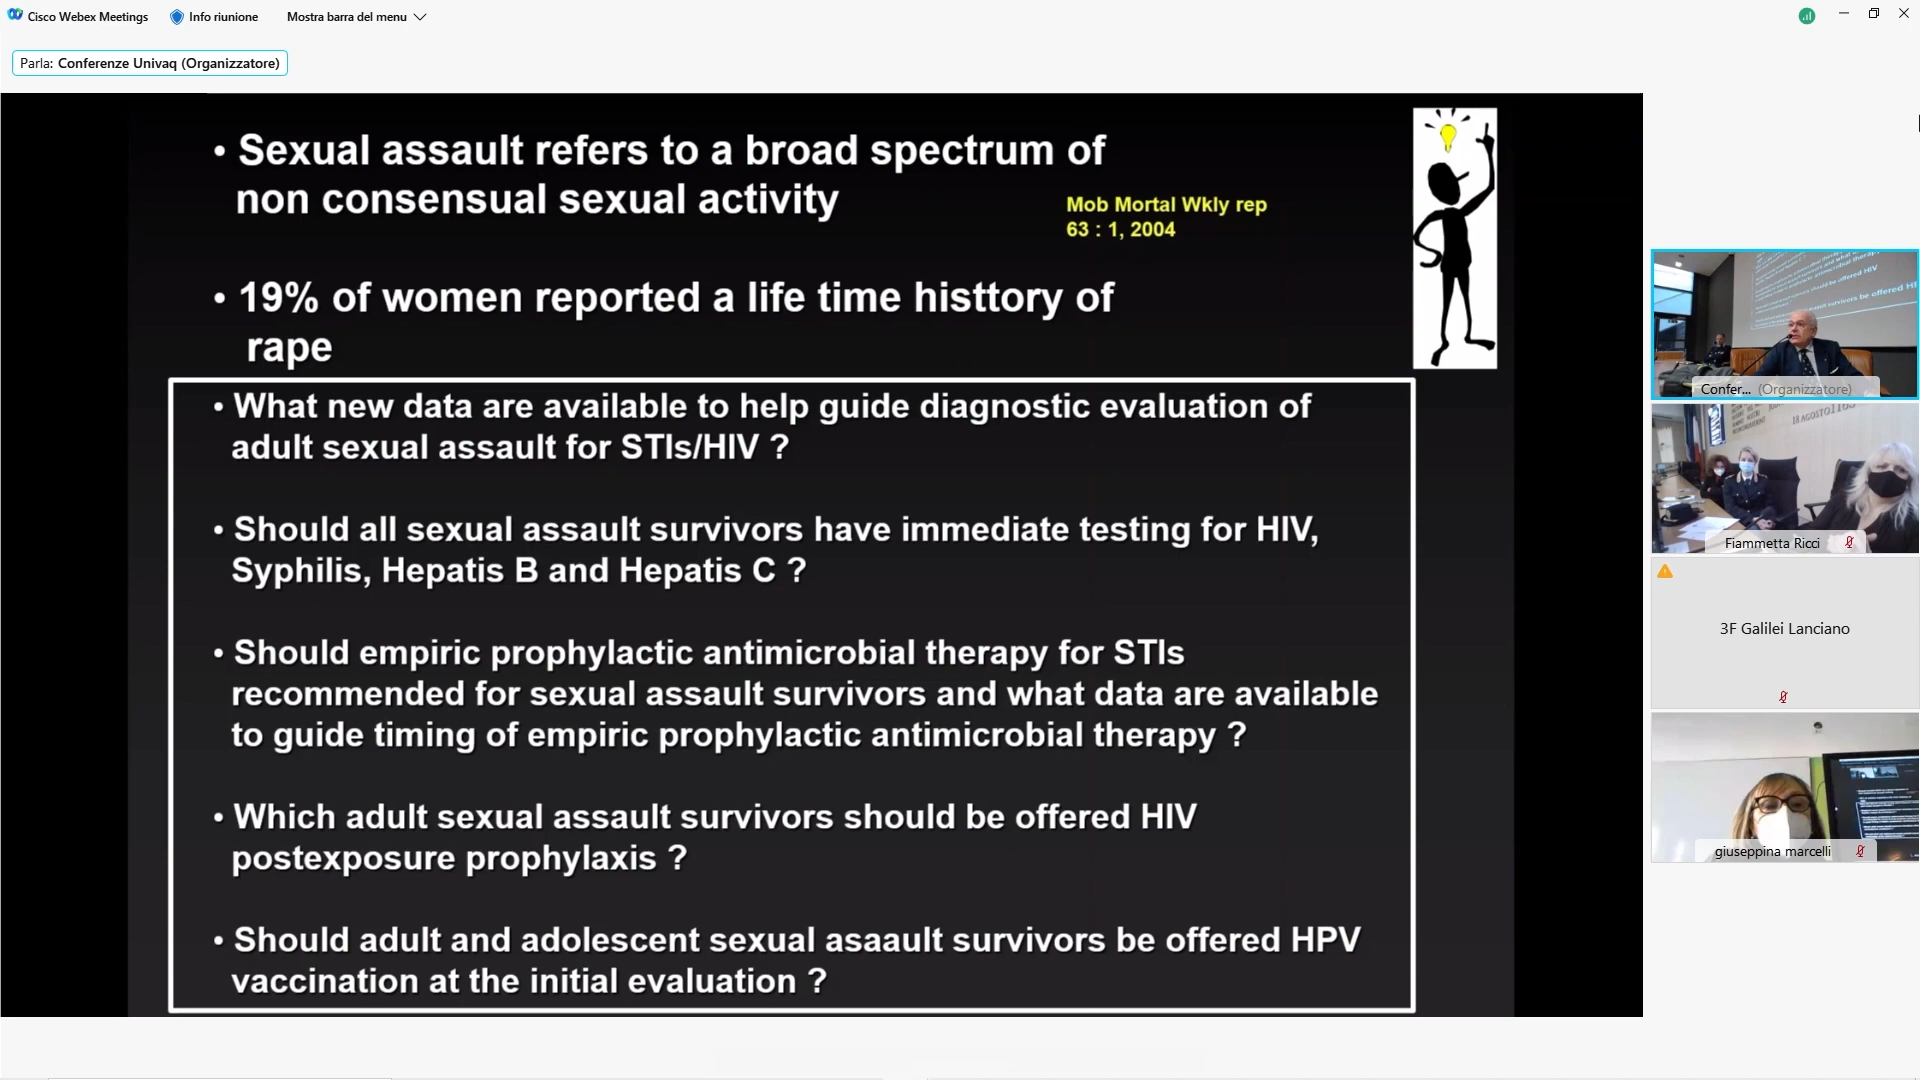 Cisco Webex Meetings
Info riunione
Mostra barra del menu
Parla: Conferenze Univaq (Organizzatore)
• Sexual assault refers to a broad spectrum of
non consensual sexual activity
Mob Mortal Wkly rep
63 : 1, 2004
• 19% of women reported a life time histtory of
rape
• What new data are available to help guide diagnostic evaluation of
adult sexual assault for STIs/HIV ?
• Should all sexual assault survivors have immediate testing for HIV,
Syphilis, Hepatis B and Hepatis C ?
• Should empiric prophylactic antimicrobial therapy for STIs
recommended for sexual assault survivors and what data are available
to guide timing of empiric prophylactic antimicrobial therapy ?
• Which adult sexual assault survivors should be offered HIV
postexposure prophylaxis ?
• Should adult and adolescent sexual asaault survivors be offered HPV
vaccination at the initial evaluation ?
Confer... (Organizzatore)
18 AGOSTO 11
Fiammetta Ricci
3F Galilei Lanciano
giuseppina marcelli